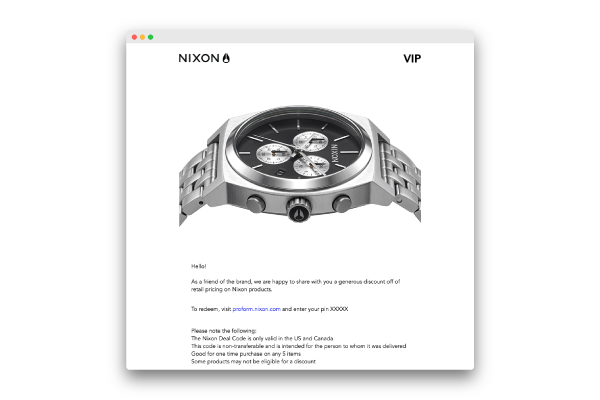 NIXON
VIP
NIXON
Hello!
As a friend of the brand, we are happy to share with you a generous discount off of
retail pricing on Nixon products.
To redeem, visit proform.nixon.com and enter your pin XXXXX
Please note the following:
The Nixon Deal Code is only valid in the US and Canada
This code is non-transferable and is intended for the person to whom it was delivered
Good for one time purchase on any 5 items
Some products may not be eligible for a discount